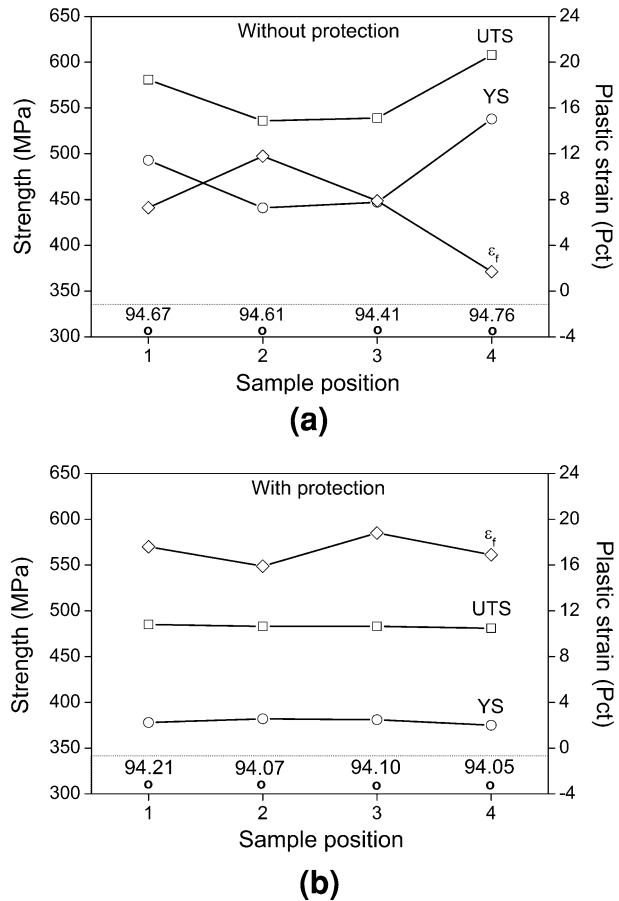 Without protection
UTS
YS
εf
650
600
550
500
450
400
350
300
Strength (MPa)
24
20
16
12
8
4
0
-4
Plastic strain (Pct)
94.67 94.61 94.41 94.76
1 2 3 4
Sample position
(a)
With protection
εf
UTS
YS
650
600
550
500
450
400
350
300
Strength (MPa)
24
20
16
12
8
4
0
-4
Plastic strain (Pct)
94.21 94.07 94.10 94.05
1 2 3 4
Sample position
(b)